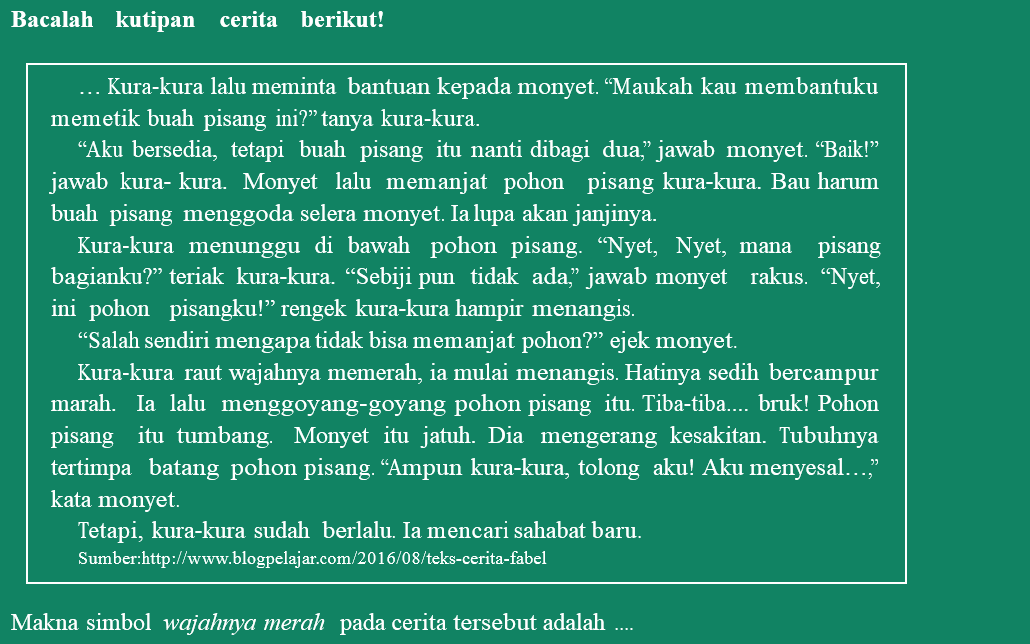 Bacalah kutipan cerita berikut!
… Kura-kura lalu meminta bantuan kepada monyet. “Maukah kau membantuku
memetik buah pisang ini?” tanya kura-kura.
“Aku bersedia, tetapi buah pisang itu nanti dibagi dua,” jawab monyet. “Baik!”
jawab kura- kura. Monyet lalu memanjat pohon pisang kura-kura. Bau harum
buah pisang menggoda selera monyet. Ia lupa akan janjinya.
Kura-kura menunggu di bawah pohon pisang. “Nyet, Nyet, mana pisang
bagianku?” teriak kura-kura. “Sebiji pun tidak ada,” jawab monyet rakus. “Nyet,
ini pohon pisangku!” rengek kura-kura hampir menangis.
“Salah sendiri mengapa tidak bisa memanjat pohon?” ejek monyet.
Kura-kura raut wajahnya memerah, ia mulai menangis. Hatinya sedih bercampur
marah. Ia lalu menggoyang-goyang pohon pisang itu. Tiba-tiba.... bruk! Pohon
pisang itu tumbang. Monyet itu jatuh. Dia mengerang kesakitan. Tubuhnya
tertimpa batang pohon pisang. “Ampun kura-kura, tolong aku! Aku menyesal…,”
kata monyet.
Tetapi, kura-kura sudah berlalu. Ia mencari sahabat baru.
Sumber:http://www.blogpelajar.com/2016/08/teks-cerita-fabel
Makna simbol wajahnya merah pada cerita tersebut adalah ....